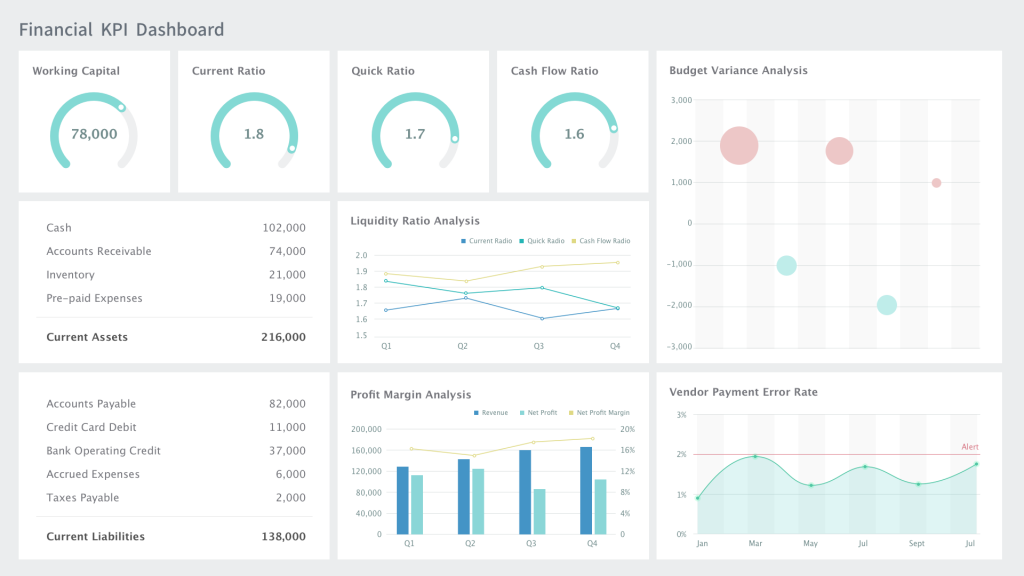 Financial KPI Dashboard
Working Capital
78,000
Current Ratio
1.8
Quick Ratio
1.7
Cash Flow Ratio
1.6
Budget Variance Analysis
3,000
2,000
1,000
0
-1,000
-2,000
-3,000
Cash 102,000
Accounts Receivable 74,000
Inventory 21,000
Pre-paid Expenses 19,000
Current Assets 216,000
Liquidity Ratio Analysis
Current Radio Quick Radio Cash Flow Radio
2.0
1.9
1.8
1.7
1.6
1.5
Q1 Q2 Q3 Q4
Accounts Payable 82,000
Credit Card Debit 11,000
Bank Operating Credit 37,000
Accrued Expenses 6,000
Taxes Payable 2,000
Current Liabilities 138,000
Profit Margin Analysis
Revenue Net Profit Net Profit Margin
200,000 20%
160,000 16%
120,000 12%
80,000 8%
40,000 4%
0 0
Q1 Q2 Q3 Q4
Vendor Payment Error Rate
3%
Alert
2%
1%
0%
Jan Mar May Jul Sept Jul